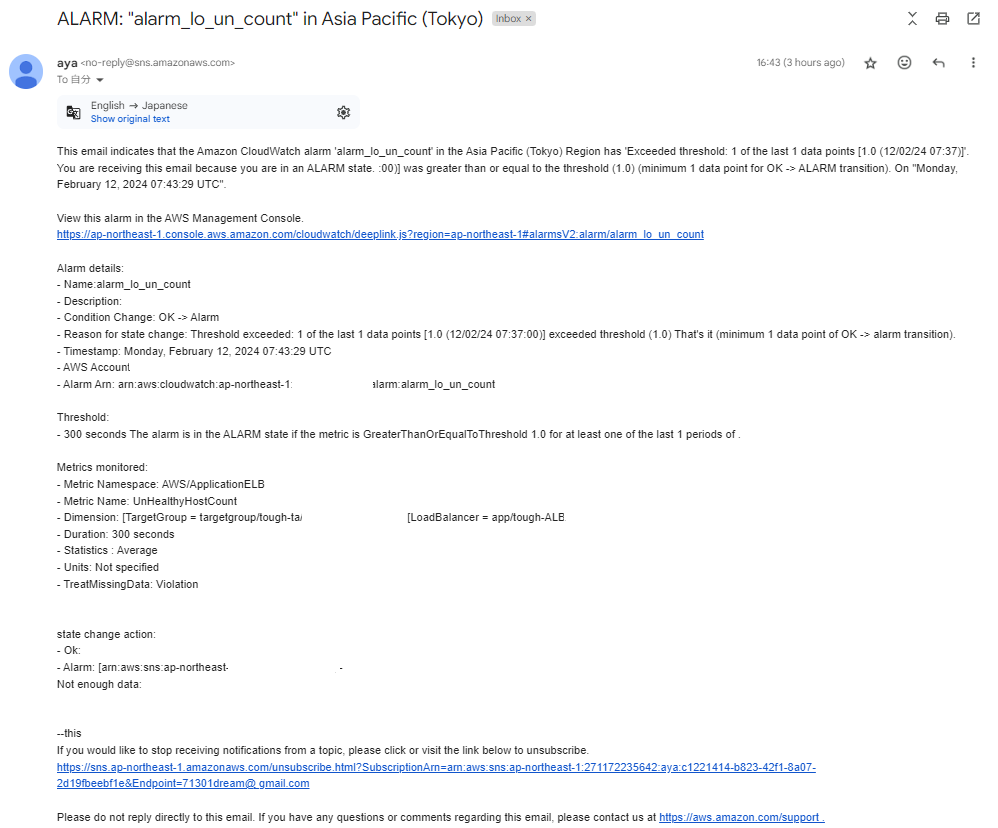 ALARM: "alarm_lo_un_count" in Asia Pacific (Tokyo) Inbox ×
aya <no-reply@sns.amazonaws.com> 16:43 (3 hours ago)
To 自分
English → Japanese
Show original text
This email indicates that the Amazon CloudWatch alarm 'alarm_lo_un_count' in the Asia Pacific (Tokyo) Region has 'Exceeded threshold: 1 of the last 1 data points [1.0 (12/02/24 07:37)]'.
You are receiving this email because you are in an ALARM state. :00)] was greater than or equal to the threshold (1.0) (minimum 1 data point for OK -> ALARM transition). On "Monday,
February 12, 2024 07:43:29 UTC".
View this alarm in the AWS Management Console.
https://ap-northeast-1.console.aws.amazon.com/cloudwatch/deeplink.js?region=ap-northeast-1#alarmsV2:alarm/alarm_lo_un_count
Alarm details:
- Name:alarm_lo_un_count
- Description:
- Condition Change: OK -> Alarm
- Reason for state change: Threshold exceeded: 1 of the last 1 data points [1.0 (12/02/24 07:37:00)] exceeded threshold (1.0) That's it (minimum 1 data point of OK -> alarm transition).
- Timestamp: Monday, February 12, 2024 07:43:29 UTC
- AWS Account
- Alarm Arn: arn:aws:cloudwatch:ap-northeast-1: alarm:alarm_lo_un_count
Threshold:
- 300 seconds The alarm is in the ALARM state if the metric is GreaterThanOrEqualToThreshold 1.0 for at least one of the last 1 periods of .
Metrics monitored:
- Metric Namespace: AWS/ApplicationELB
- Metric Name: UnHealthyHostCount
- Dimension: [TargetGroup = targetgroup/tough-ta/ [LoadBalancer = app/tough-ALB
- Duration: 300 seconds
- Statistics : Average
- Units: Not specified
- TreatMissingData: Violation
state change action:
- Ok:
- Alarm: [arn:aws:sns:ap-northeast- -
Not enough data:
--this
If you would like to stop receiving notifications from a topic, please click or visit the link below to unsubscribe.
https://sns.ap-northeast-1.amazonaws.com/unsubscribe.html?SubscriptionArn=arn:aws:sns:ap-northeast-1:271172235642:aya:c1221414-b823-42f1-8a07-
2d19fbeebf1e&Endpoint=71301dream@ gmail.com
Please do not reply directly to this email. If you have any questions or comments regarding this email, please contact us at https://aws.amazon.com/support .